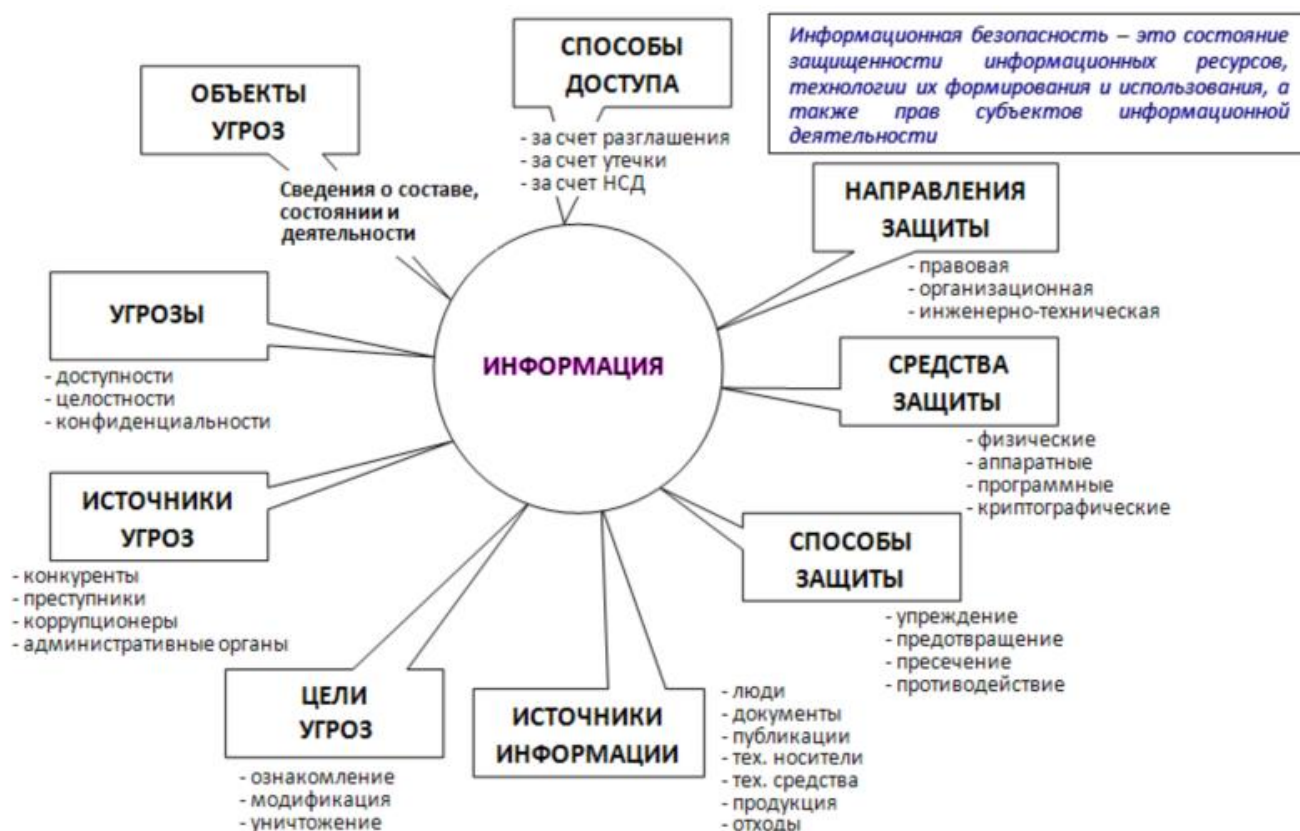 СПОСОБЫ
ДОСТУПА
- за счет разглашения
- за счет утечки
- за счет НСД
Информационная безопасность – это состояние
защищенности информационных ресурсов,
технологии их формирования и использования, а
также прав субъектов информационной
деятельности
ОБЪЕКТЫ
УГРОЗ
Сведения о составе,
состоянии и
деятельности
НАПРАВЛЕНИЯ
ЗАЩИТЫ
- правовая
- организационная
- инженерно-техническая
УГРОЗЫ
- доступности
- целостности
- конфиденциальности
ИНФОРМАЦИЯ
СРЕДСТВА
ЗАЩИТЫ
- физические
- аппаратные
- программные
- криптографические
ИСТОЧНИКИ
УГРОЗ
- конкуренты
- преступники
- коррупционеры
- административные органы
СПОСОБЫ
ЗАЩИТЫ
- упреждение
- предотвращение
- пресечение
- противодействие
ЦЕЛИ
УГРОЗ
- ознакомление
- модификация
- уничтожение
ИСТОЧНИКИ
ИНФОРМАЦИИ
- люди
- документы
- публикации
- тех. носители
- тех. средства
- продукция
- отходы